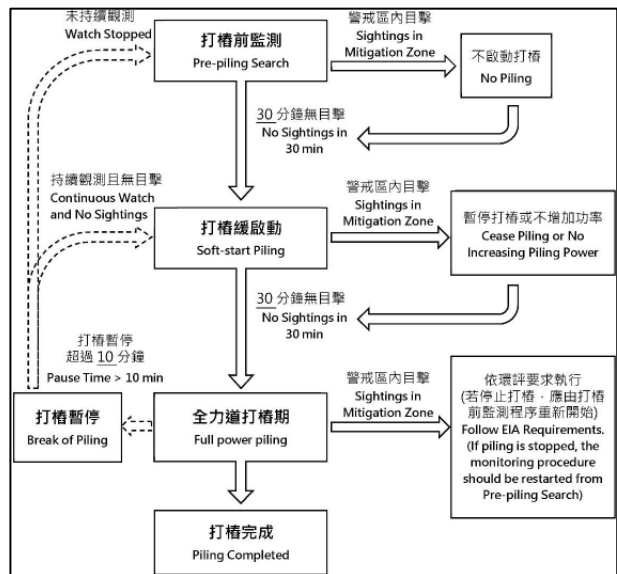 未持續觀測
Watch Stopped
打樁前監測
Pre-piling Search
警戒區內目擊
Sightings in
Mitigation Zone
不啟動打樁
No Piling
30 分鐘無目擊
No Sightings in
30 min
持續觀測且無目擊
Continuous Watch
and No Sightings
打樁緩啟動
Soft-start Piling
警戒區內目擊
Sightings in
Mitigation Zone
暫停打樁或不增加功率
Cease Piling or No
Increasing Piling Power
30 分鐘無目擊
No Sightings in
30 min
打樁暫停
超過 10 分鐘
Pause Time > 10 min
打樁暫停
Break of Piling
全力道打樁期
Full power piling
警戒區內目擊
Sightings in
Mitigation Zone
依環評要求執行
(若停止打樁，應由打樁
前監測程序重新開始)
Follow EIA Requirements.
(If piling is stopped, the
monitoring procedure
should be restarted from
Pre-piling Search)
打樁完成
Piling Completed